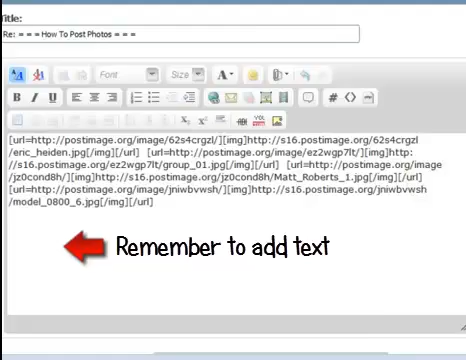 Title:
Re: = = = How To Post Photos = = =
Font
Size
A
B I U
[url=http://postimage.org/image/62s4crgzl/][img]http://s16.postimage.org/62s4crgzl
/eric_heiden.jpg[/img][/url] [url=http://postimage.org/image/ez2wgp7lt/][img]http:
//s16.postimage.org/ez2wgp7lt/group_01.jpg[/img][/url] [url=http://postimage.org/image
/jz0cond8h/][img]http://s16.postimage.org/jz0cond8h/Matt_Roberts_1.jpg[/img][/url]
[url=http://postimage.org/image/jniwbvwsh/][img]http://s16.postimage.org/jniwbvwsh
/model_0800_6.jpg[/img][/url]
Remember to add text